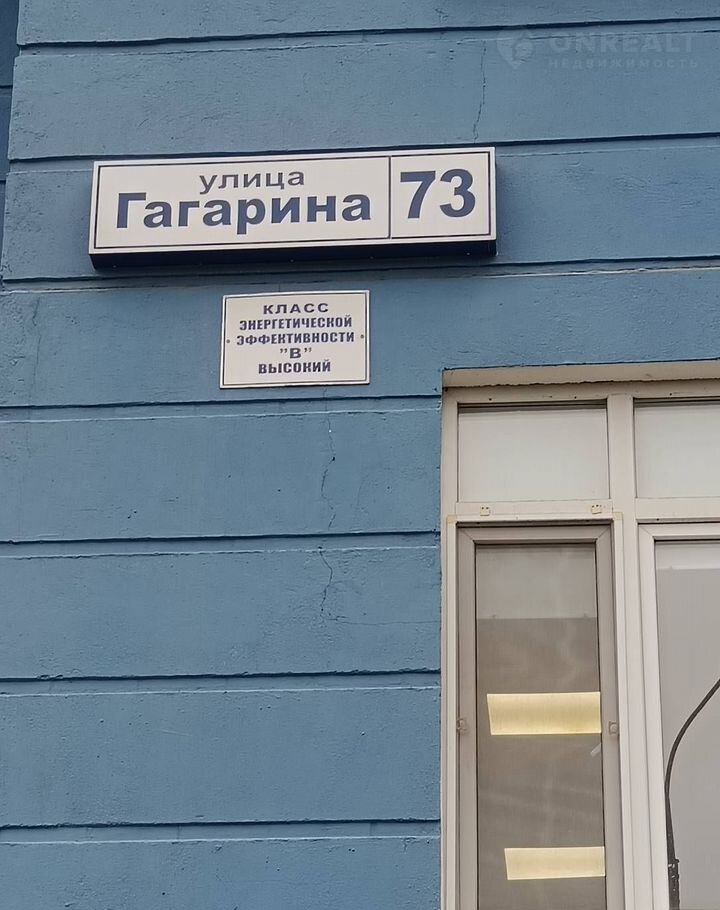 ONREALT
НЕДВИЖИМОСТЬ
улица
Гагарина 73
КЛАСС
ЭНЕРГЕТИЧЕСКОЙ
ЭФФЕКТИВНОСТИ
"В"
ВЫСОКИЙ